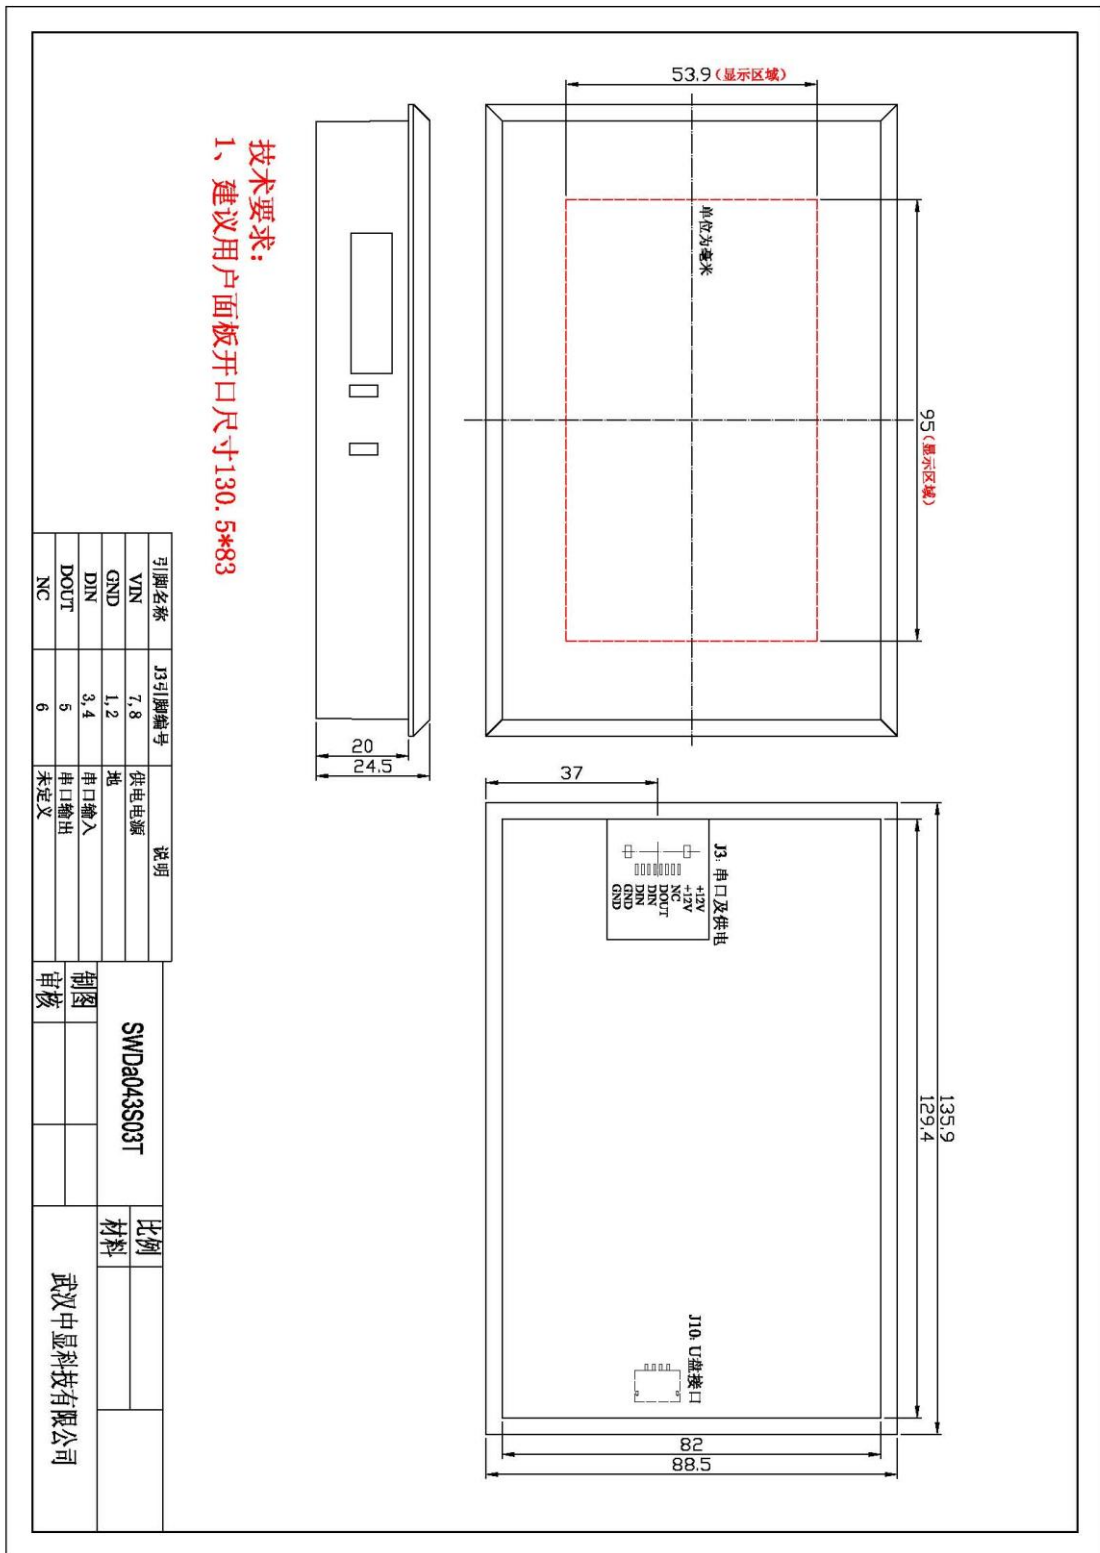 53.9(显示区域)
单位为毫米
95(显示区域)
20
24.5
技术要求:
1、建议用户面板开口尺寸130.5*83
135.9
129.4
37
J3: 串口及供电
+12V
+12V
NC
DOUT
DIN
DIN
GND
GND
J10: U盘接口
82
88.5
引脚名称 J3引脚编号 说明
VIN 7,8 供电电源
GND 1,2 地
DIN 3,4 串口输入
DOUT 5 串口输出
NC 6 未定义
SWDa043S03T
制图
审核
比例
材料
武汉中显科技有限公司